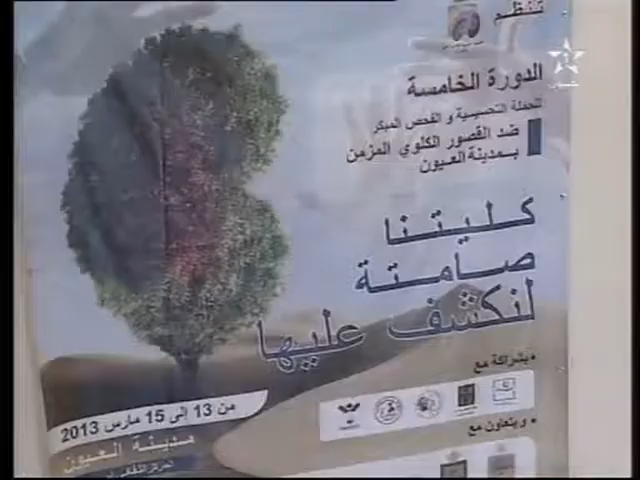 تنظم
الدورة الخامسة
للحملة التحسيسية و الفحص المبكر
ضد القصور الكلوي المزمن
بمدينة العيون
كليتنا
صامتة
لنكشف عليها
بشراكة مع
وبتعاون مع
من 13 إلى 15 مارس 2013
مدينة العيون